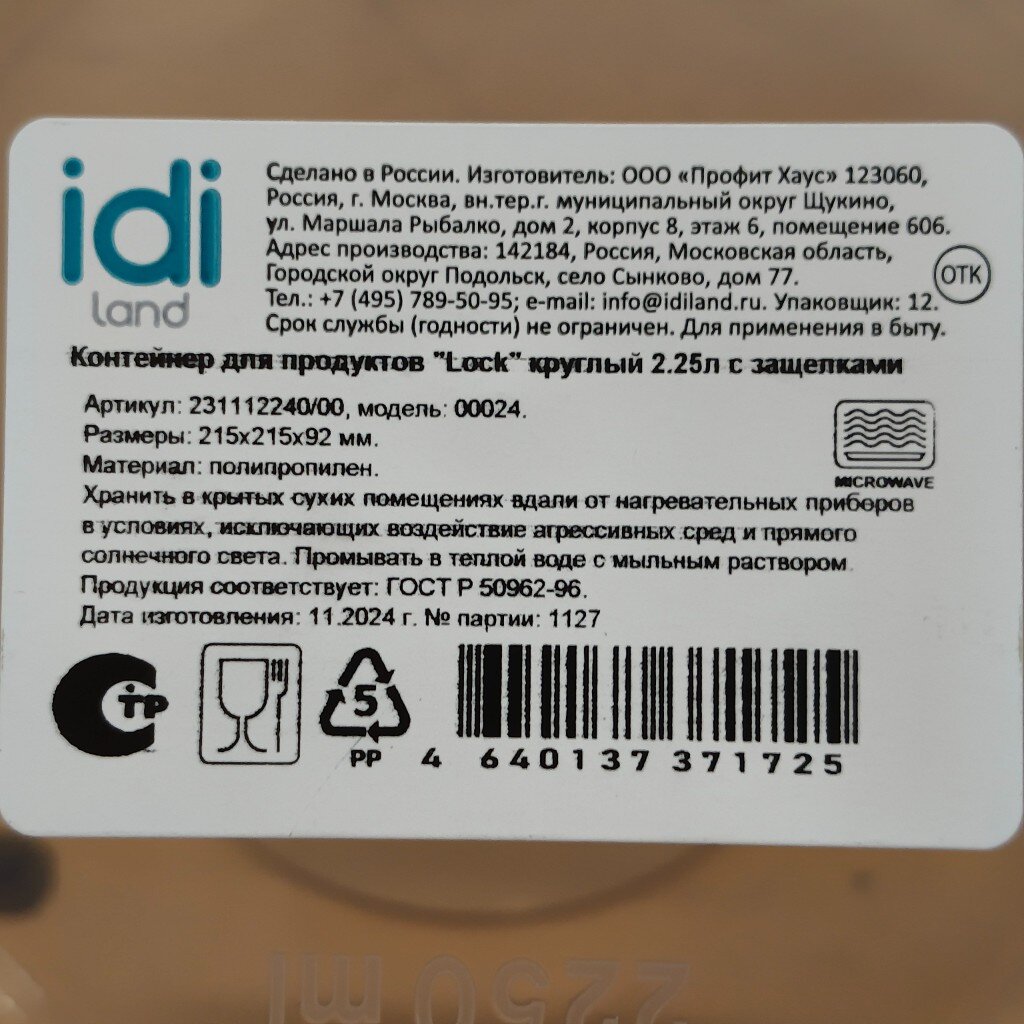 idi
land
Сделано в России. Изготовитель: ООО «Профит Хаус» 123060,
Россия, г. Москва, вн.тер.г. муниципальный округ Щукино,
ул. Маршала Рыбалко, дом 2, корпус 8, этаж 6, помещение 606.
Адрес производства: 142184, Россия, Московская область,
Городской округ Подольск, село Сынково, дом 77.
ОТК
Тел.: +7 (495) 789-50-95; e-mail: info@idiland.ru. Упаковщик: 12.
Срок службы (годности) не ограничен. Для применения в быту.
Контейнер для продуктов "Lock" круглый 2.25л с защелками
Артикул: 231112240/00, модель: 00024.
Размеры: 215х215х92 мм.
Материал: полипропилен.
MICROWAVE
Хранить в крытых сухих помещениях вдали от нагревательных приборов
в условиях, исключающих воздействие агрессивных сред и прямого
солнечного света. Промывать в теплой воде с мыльным раствором.
Продукция соответствует: ГОСТ Р 50962-96.
Дата изготовления: 11.2024 г. № партии: 1127
СТР
5
PP
4 640137 371725
2250 ml